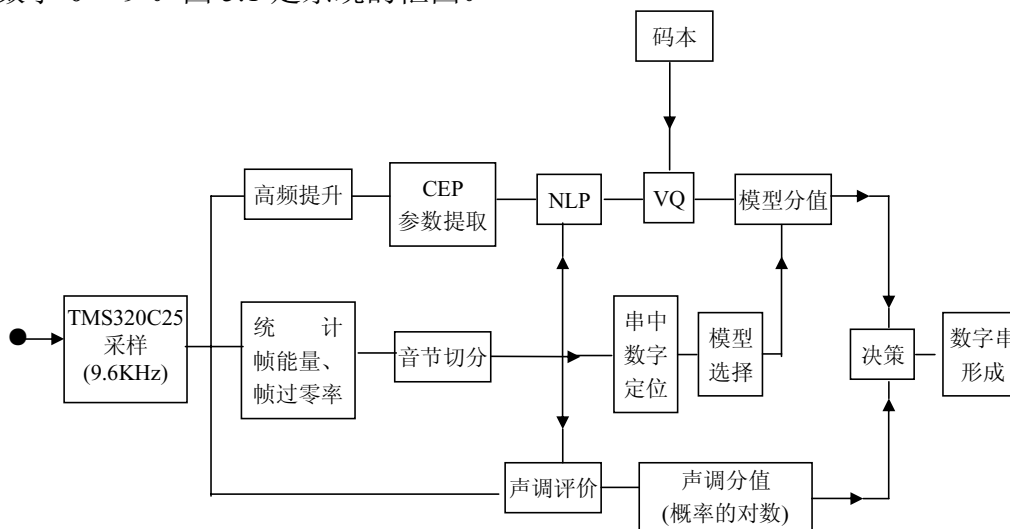 码本
高频提升
CEP
参数提取
NLP
VQ
模型分值
TMS320C25
采样
(9.6KHz)
统 计
帧能量、
帧过零率
音节切分
串中
数字
定位
模型
选择
决策
数字串
形成
声调评价
声调分值
(概率的对数)